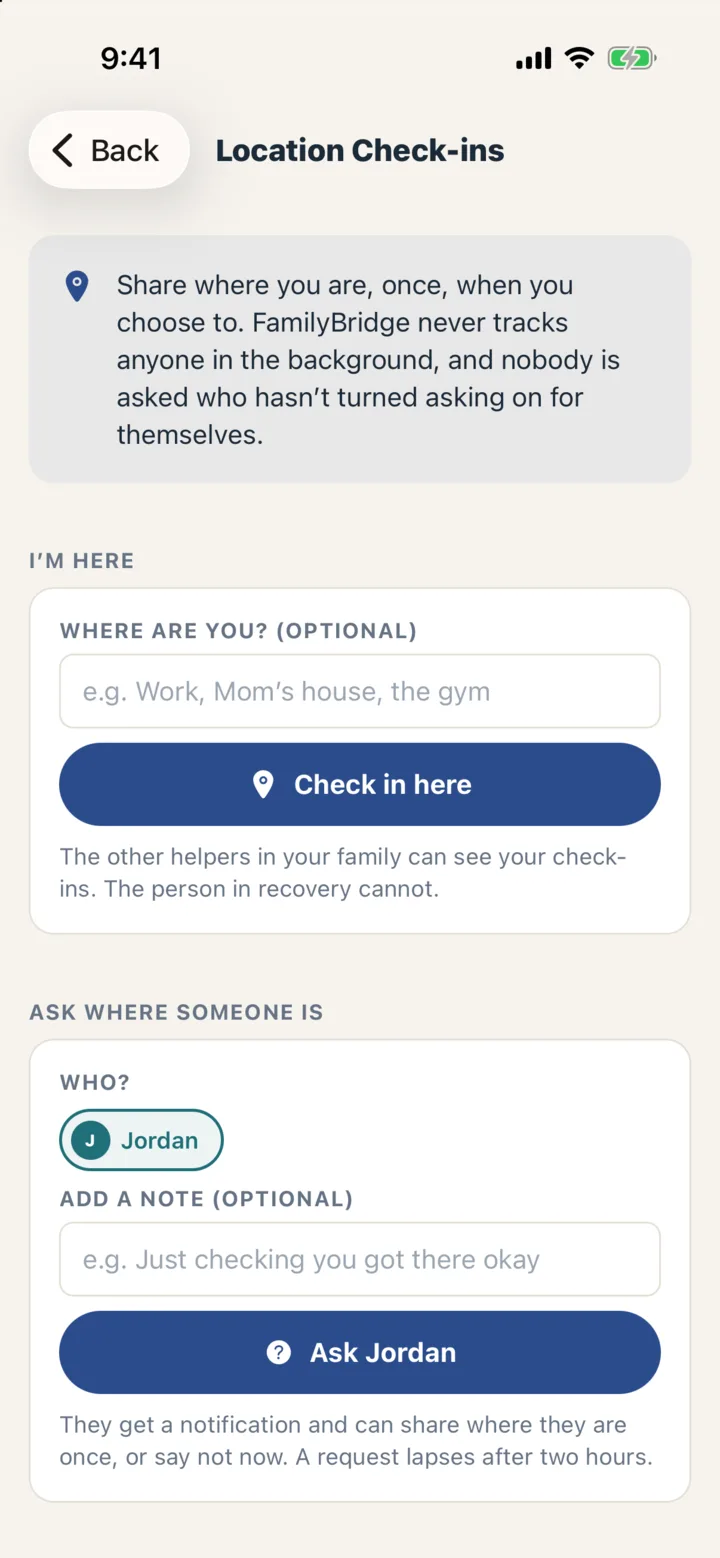 9:41
Back
Location Check-ins
Share where you are, once, when you
choose to. FamilyBridge never tracks
anyone in the background, and nobody is
asked who hasn’t turned asking on for
themselves.
I’M HERE
WHERE ARE YOU? (OPTIONAL)
e.g. Work, Mom’s house, the gym
Check in here
The other helpers in your family can see your check-
ins. The person in recovery cannot.
ASK WHERE SOMEONE IS
WHO?
J Jordan
ADD A NOTE (OPTIONAL)
e.g. Just checking you got there okay
? Ask Jordan
They get a notification and can share where they are
once, or say not now. A request lapses after two hours.